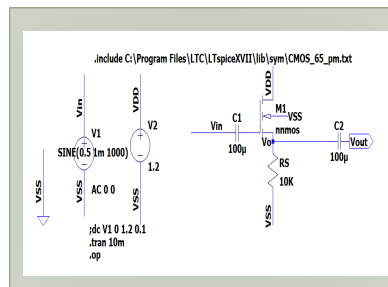 .include C:\Program Files\LTC\LTspiceXVII\lib\sym\CMOS_65_pm.txt
Vin
VDD
VDD
V1
V2
SINE(0.5 1m 1000)
1.2
AC 0 0
VSS
VSS
VSS
Vin
C1
100µ
M1
VSS
nnmos
Vo
C2
100µ
Vout
RS
10K
VSS
;dc V1 0 1.2 0.1
.tran 10m
.op